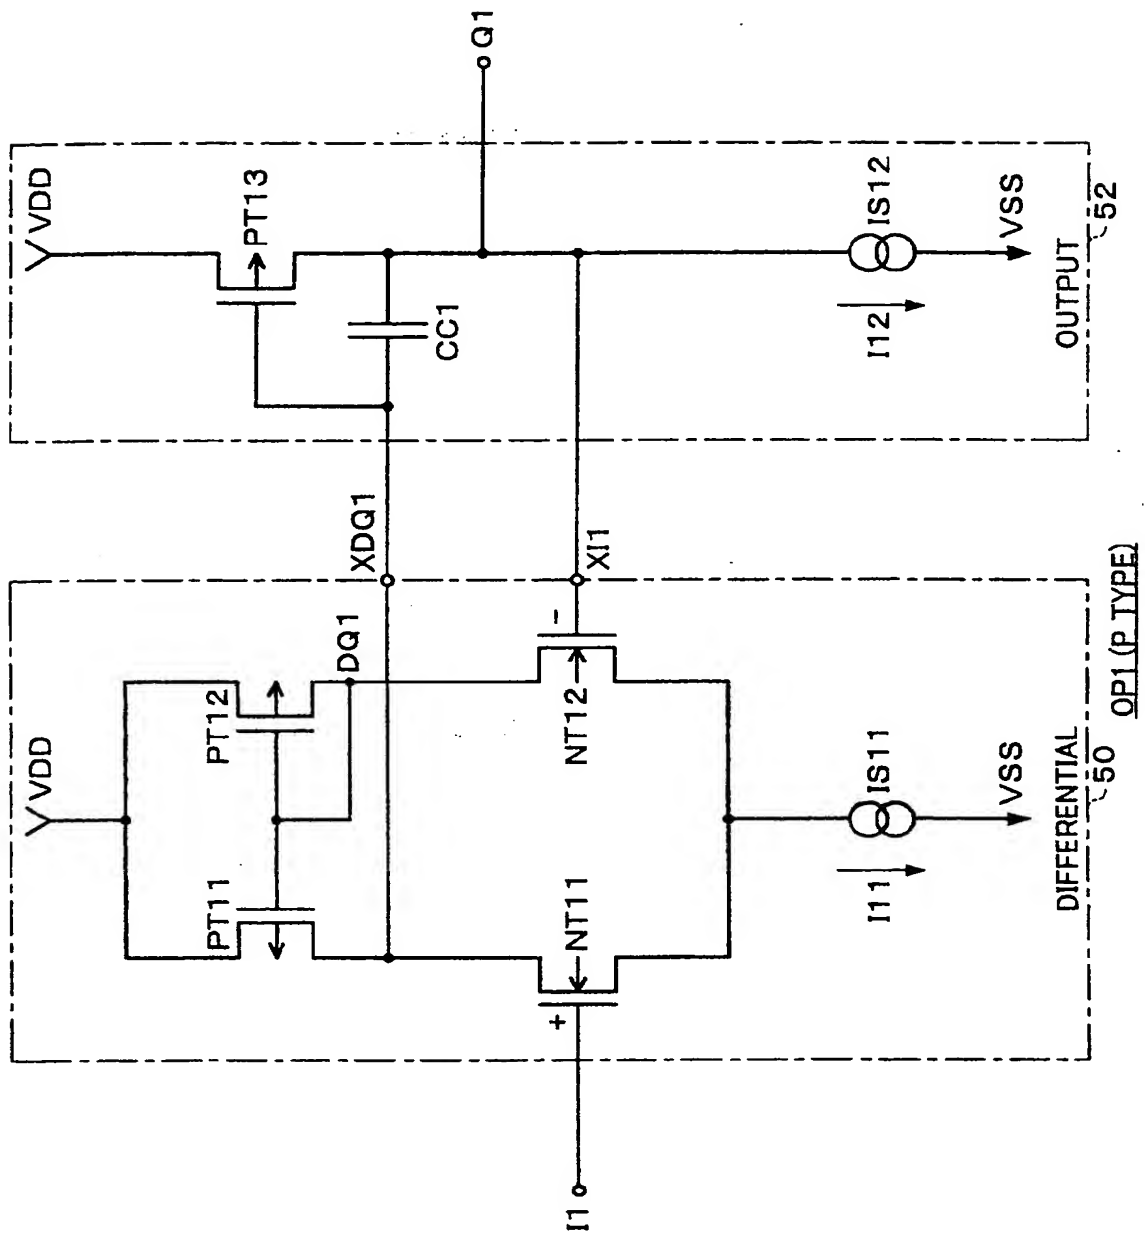 VDD
PT11
PT12
DQ1
XDQ1
I1
+
NT11
NT12
-
XI1
I11
IS11
VSS
DIFFERENTIAL
50
VDD
PT13
CC1
Q1
I12
IS12
VSS
OUTPUT
52
OP1(P TYPE)